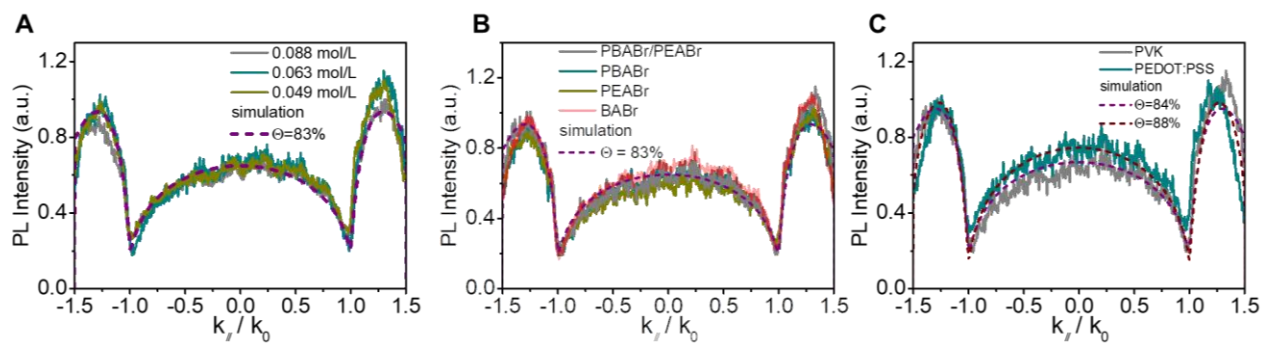 A
PL Intensity (a.u.)
1.2
0.8
0.4
0.0
0.088 mol/L
0.063 mol/L
0.049 mol/L
simulation
Θ=83%
-1.5 -1.0 -0.5 0.0 0.5 1.0 1.5
k// / k0
B
PL Intensity (a.u.)
1.2
0.8
0.4
0.0
PBABr/PEABr
PBABr
PEABr
BABr
simulation
Θ = 83%
-1.5 -1.0 -0.5 0.0 0.5 1.0 1.5
k// / k0
C
PL Intensity (a.u.)
1.2
0.8
0.4
0.0
PVK
PEDOT:PSS
simulation
Θ=84%
Θ=88%
-1.5 -1.0 -0.5 0.0 0.5 1.0 1.5
k// / k0